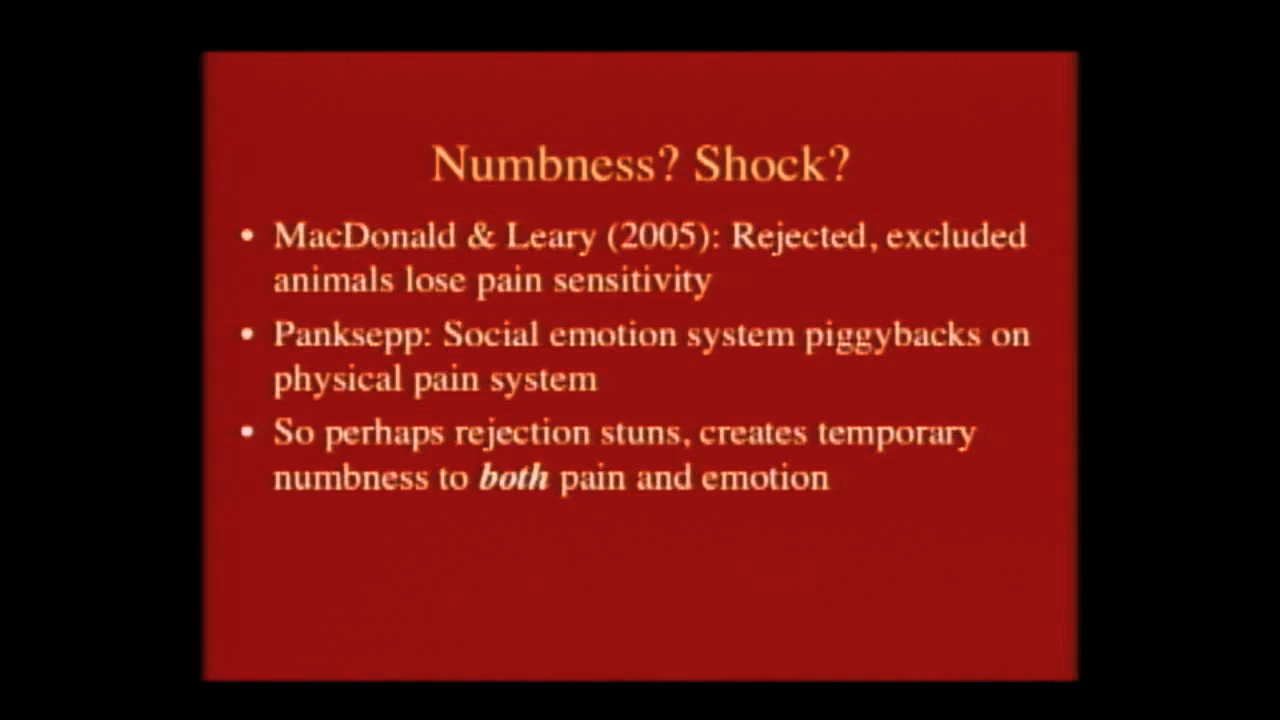 Numbness? Shock?
• MacDonald & Leary (2005): Rejected, excluded
animals lose pain sensitivity
• Panksepp: Social emotion system piggybacks on
physical pain system
• So perhaps rejection stuns, creates temporary
numbness to both pain and emotion